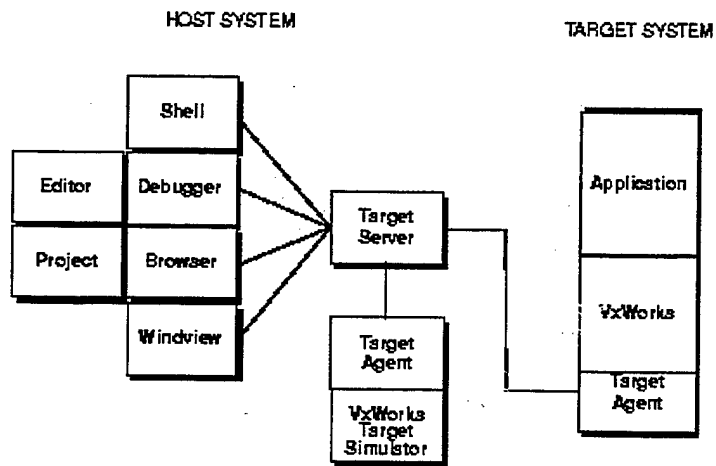 HOST SYSTEM
TARGET SYSTEM
Shell
Editor
Debugger
Project
Browser
Windview
Target
Server
Target
Agent
VxWorks
Target
Simulator
Application
VxWorks
Target
Agent